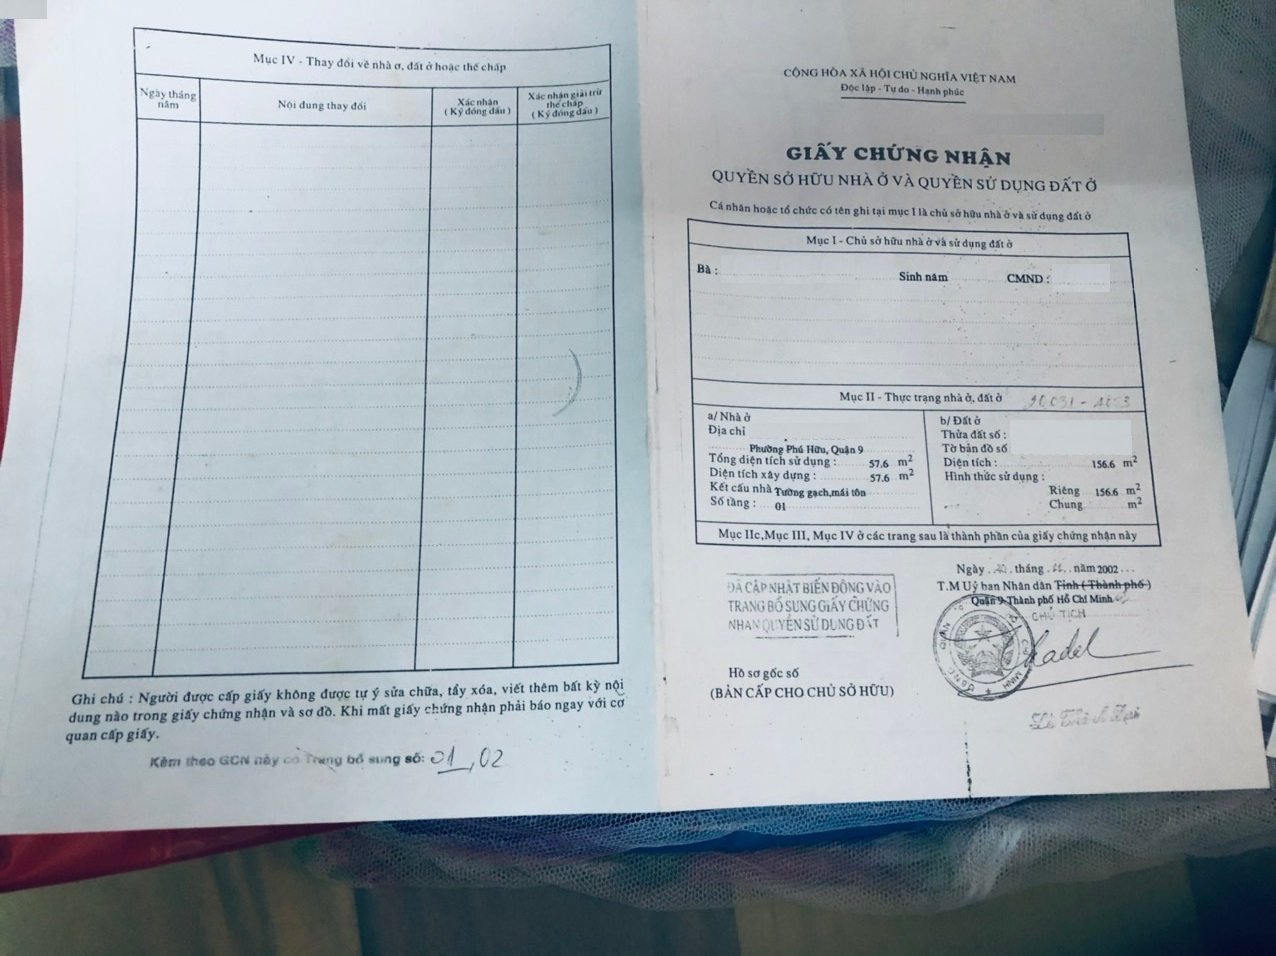 Mục IV - Thay đổi về nhà ở, đất ở hoặc thế chấp
Ngày tháng năm
Nội dung thay đổi
Xác nhận
( Ký đóng dấu )
Xác nhận giải trừ thế chấp
( Ký đóng dấu )
Ghi chú : Người được cấp giấy không được tự ý sửa chữa, tẩy xóa, viết thêm bất kỳ nội
dung nào trong giấy chứng nhận và sơ đồ. Khi mất giấy chứng nhận phải báo ngay với cơ
quan cấp giấy.
Kèm theo GCN này có Trang bổ sung số: 01, 02
CỘNG HÒA XÃ HỘI CHỦ NGHĨA VIỆT NAM
Độc lập - Tự do - Hạnh phúc
GIẤY CHỨNG NHẬN
QUYỀN SỞ HỮU NHÀ Ở VÀ QUYỀN SỬ DỤNG ĐẤT Ở
Cá nhân hoặc tổ chức có tên ghi tại mục I là chủ sở hữu nhà ở và sử dụng đất ở
Mục I - Chủ sở hữu nhà ở và sử dụng đất ở
Bà : Sinh năm CMND :
Mục II - Thực trạng nhà ở, đất ở
a/ Nhà ở
Địa chỉ
Phường Phú Hữu, Quận 9
Tổng diện tích sử dụng : 57.6 m²
Diện tích xây dựng : 57.6 m²
Kết cấu nhà Tường gạch,mái tôn
Số tầng : 01
b/ Đất ở
Thửa đất số :
Tờ bản đồ số
Diện tích : 156.6 m²
Hình thức sử dụng :
Riêng 156.6 m²
Chung m²
Mục IIc,Mục III, Mục IV ở các trang sau là thành phần của giấy chứng nhận này
ĐÃ CẬP NHẬT BIẾN ĐỘNG VÀO
TRANG BỔ SUNG GIẤY CHỨNG
NHẬN QUYỀN SỬ DỤNG ĐẤT
Hồ sơ gốc số
(BẢN CẤP CHO CHỦ SỞ HỮU)
Ngày tháng năm 2002
T.M Uỷ ban Nhân dân Tỉnh ( Thành phố )
Quận 9-Thành phố Hồ Chí Minh
CHỦ TỊCH